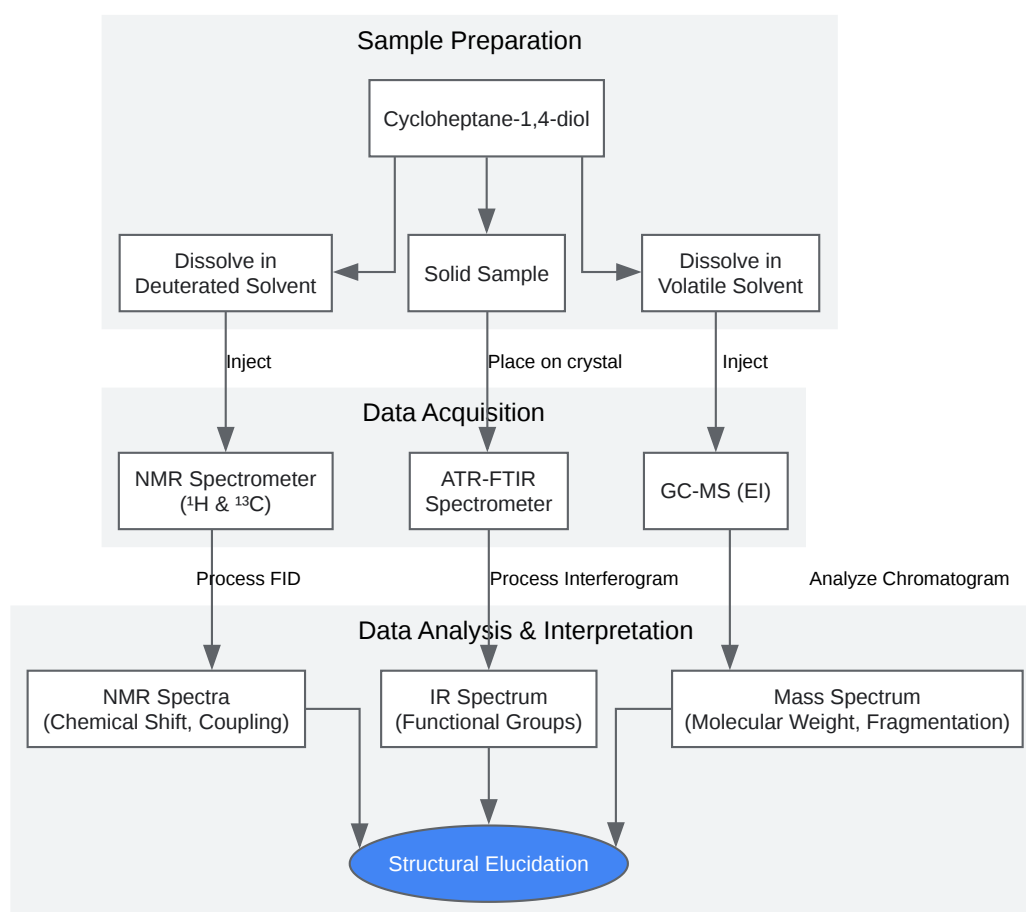 Sample Preparation
Cycloheptane-1,4-diol
Dissolve in
Deuterated Solvent
Solid Sample
Dissolve in
Volatile Solvent
Inject
Place on crystal
Inject
Data Acquisition
NMR Spectrometer
(¹H & ¹³C)
ATR-FTIR
Spectrometer
GC-MS (EI)
Process FID
Process Interferogram
Analyze Chromatogram
Data Analysis & Interpretation
NMR Spectra
(Chemical Shift, Coupling)
IR Spectrum
(Functional Groups)
Mass Spectrum
(Molecular Weight, Fragmentation)
Structural Elucidation